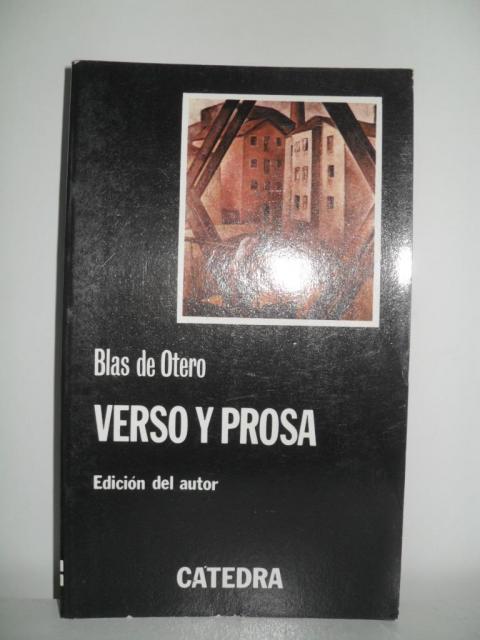 Blas de Otero
VERSO Y PROSA
Edición del autor
CATEDRA